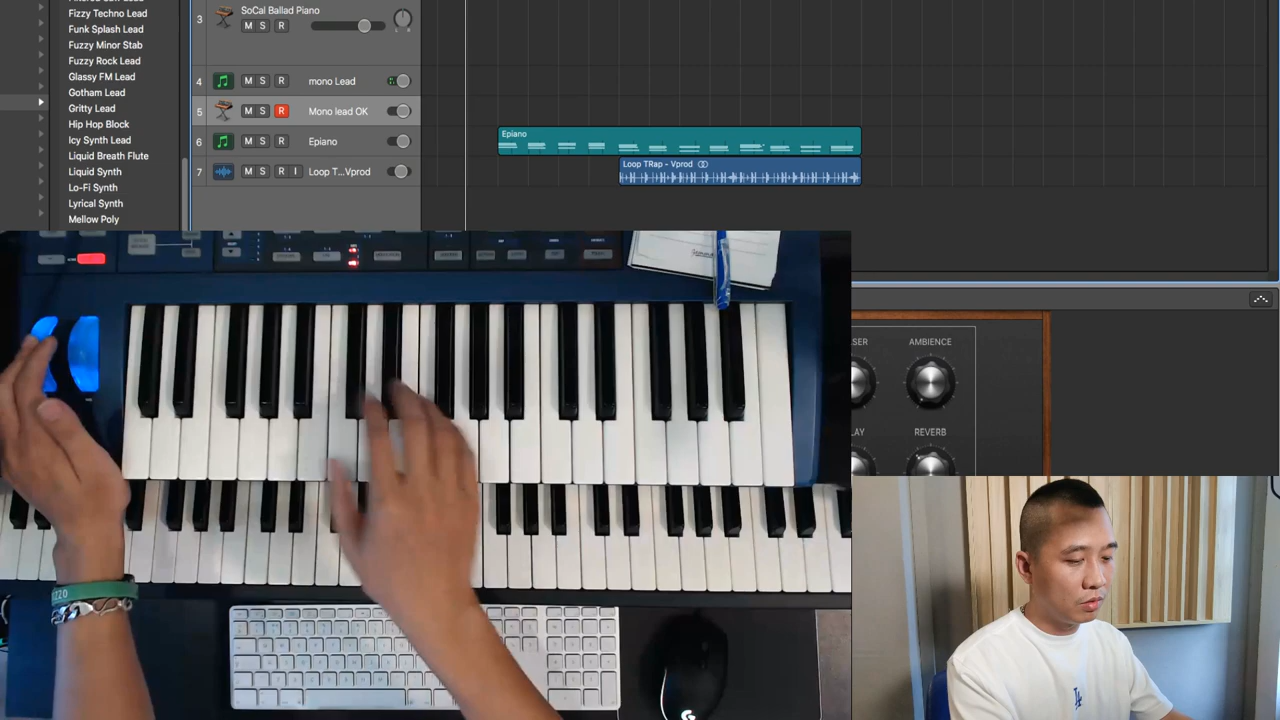 Fizzy Techno Lead
Funk Splash Lead
Fuzzy Minor Stab
Fuzzy Rock Lead
Glassy FM Lead
Gotham Lead
Gritty Lead
Hip Hop Block
Icy Synth Lead
Liquid Breath Flute
Liquid Synth
Lo-Fi Synth
Lyrical Synth
Mellow Poly
3 SoCal Ballad Piano
M S R
L R
4 M S R mono Lead
5 M S R Mono lead OK
6 M S R Epiano
7 M S R I Loop T...Vprod
Epiano
Loop TRap - Vprod
SER AMBIENCE
LAY REVERB